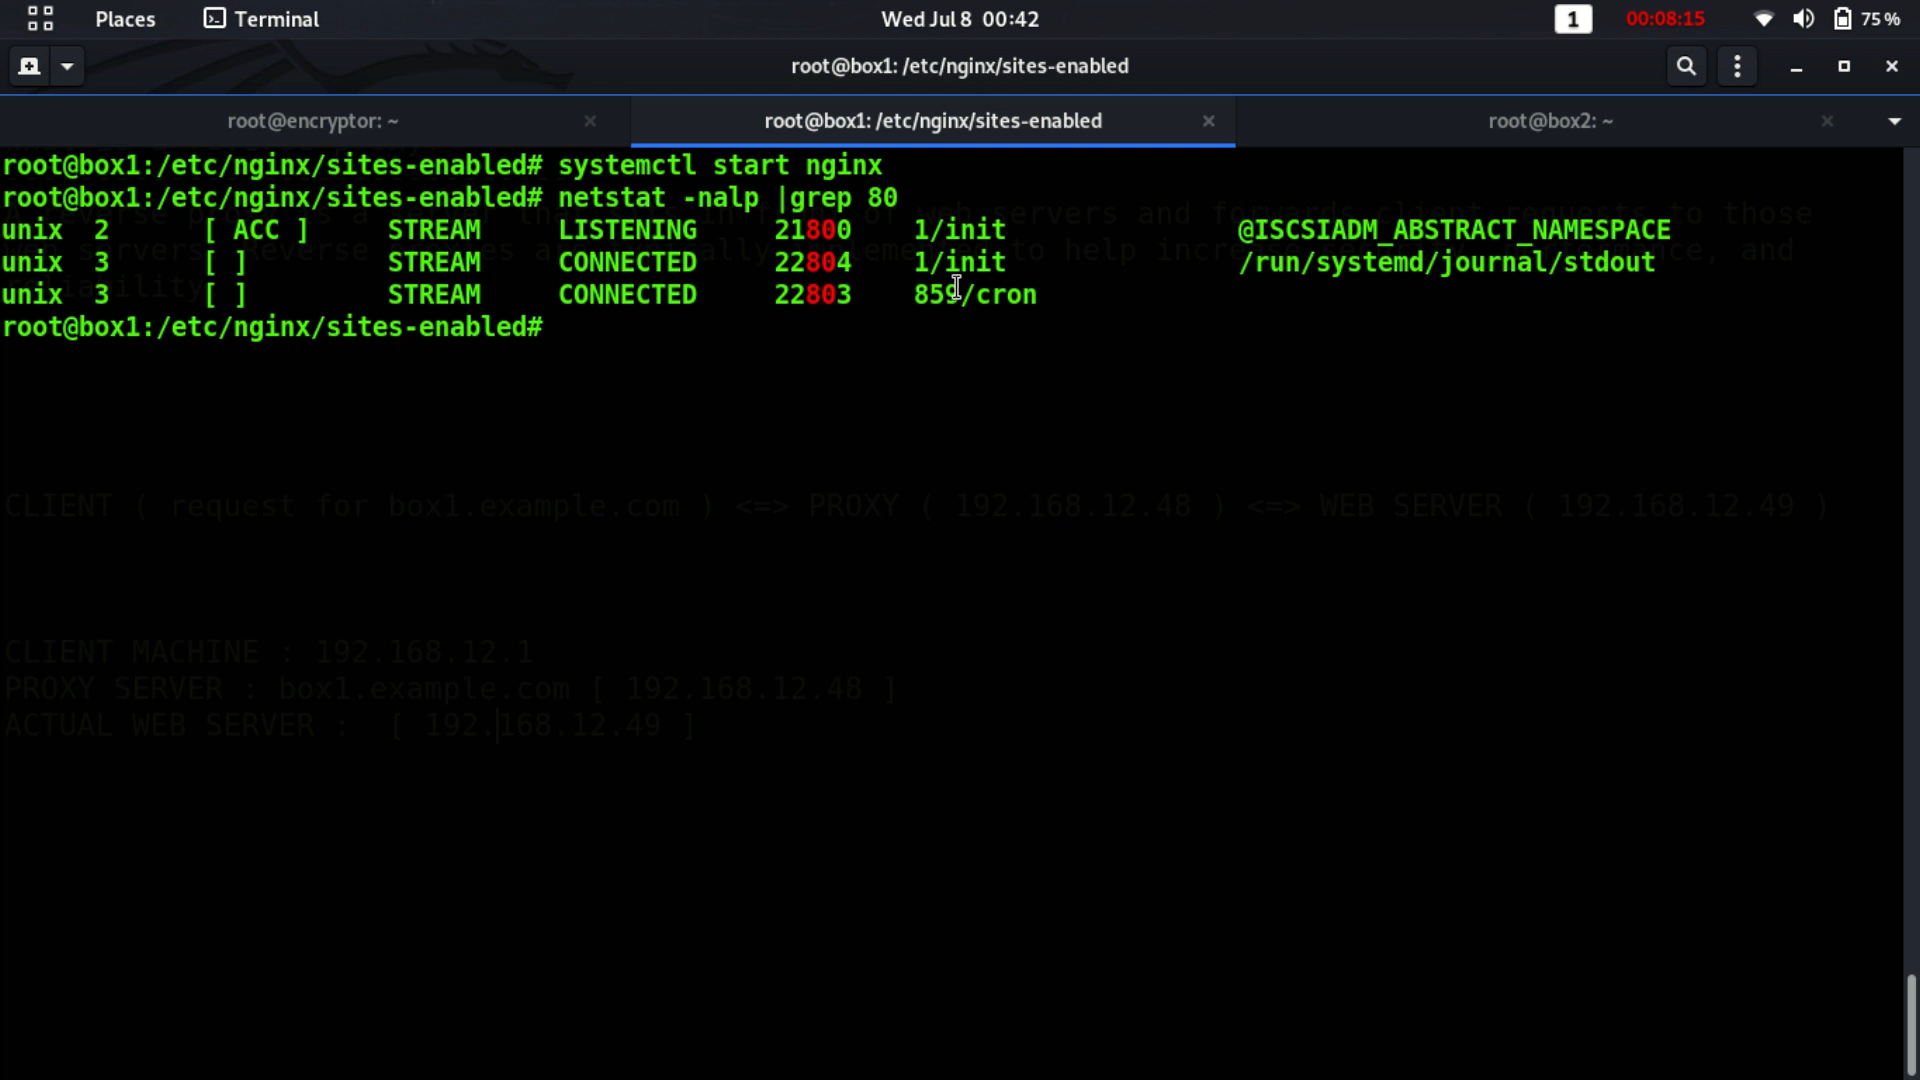 Places
Terminal
Wed Jul 8 00:42
1
00:08:15
75 %
root@box1: /etc/nginx/sites-enabled
root@encryptor: ~
root@box1: /etc/nginx/sites-enabled
root@box2: ~
root@box1:/etc/nginx/sites-enabled# systemctl start nginx
root@box1:/etc/nginx/sites-enabled# netstat -nalp |grep 80
unix 2 [ ACC ] STREAM LISTENING 21800 1/init @ISCSIADM_ABSTRACT_NAMESPACE
unix 3 [ ] STREAM CONNECTED 22804 1/init /run/systemd/journal/stdout
unix 3 [ ] STREAM CONNECTED 22803 859/cron
root@box1:/etc/nginx/sites-enabled#
CLIENT ( request for box1.example.com ) <=> PROXY ( 192.168.12.48 ) <=> WEB SERVER ( 192.168.12.49 )
CLIENT MACHINE : 192.168.12.1
PROXY SERVER : box1.example.com [ 192.168.12.48 ]
ACTUAL WEB SERVER : [ 192.168.12.49 ]